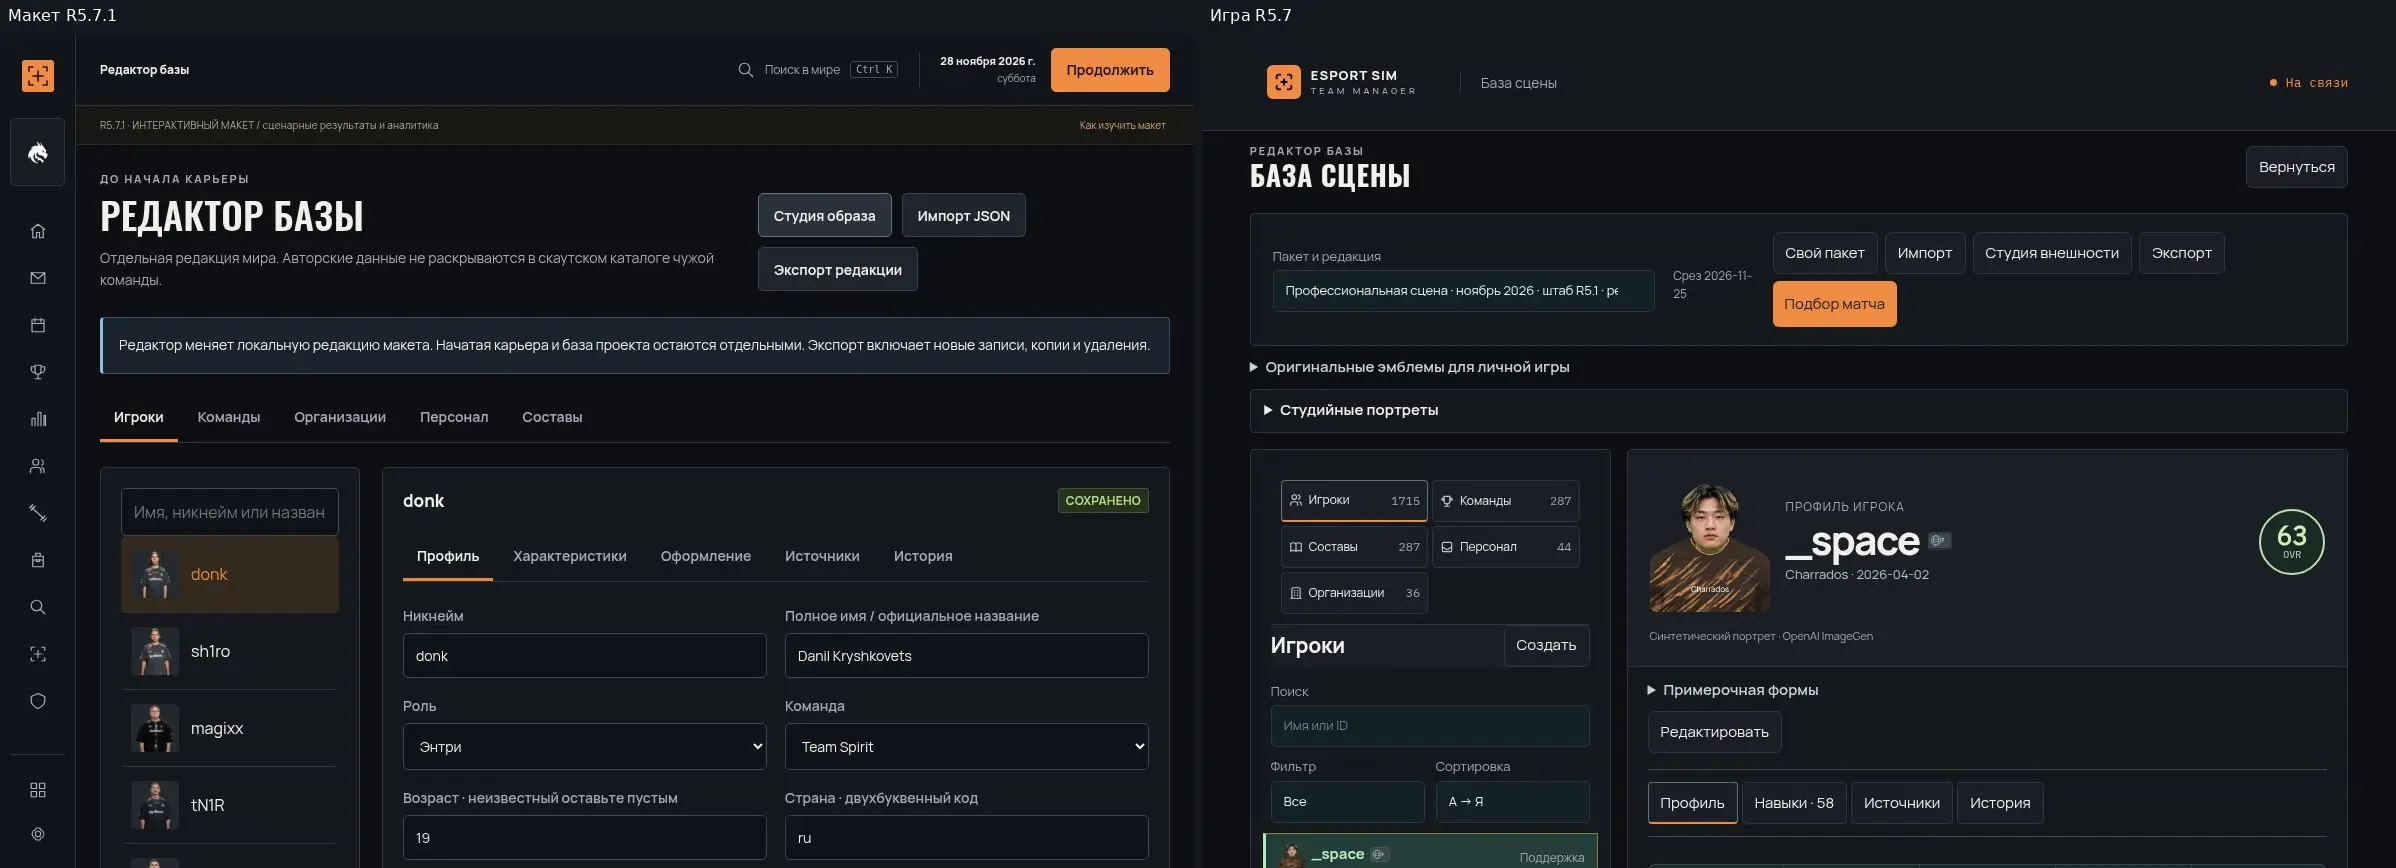 Макет R5.7.1
Редактор базы
Поиск в мире
Ctrl K
28 ноября 2026 г.
суббота
Продолжить
R5.7.1 · ИНТЕРАКТИВНЫЙ МАКЕТ / сценарные результаты и аналитика
Как изучить макет
ДО НАЧАЛА КАРЬЕРЫ
РЕДАКТОР БАЗЫ
Отдельная редакция мира. Авторские данные не раскрываются в скаутском каталоге чужой
команды.
Студия образа
Импорт JSON
Экспорт редакции
Редактор меняет локальную редакцию макета. Начатая карьера и база проекта остаются отдельными. Экспорт включает новые записи, копии и удаления.
Игроки
Команды
Организации
Персонал
Составы
Имя, никнейм или назван
donk
sh1ro
magixx
tN1R
donk
СОХРАНЕНО
Профиль
Характеристики
Оформление
Источники
История
Никнейм
Полное имя / официальное название
donk
Danil Kryshkovets
Роль
Команда
Энтри
Team Spirit
Возраст · неизвестный оставьте пустым
Страна · двухбуквенный код
19
ru
Игра R5.7
ESPORT SIM
TEAM MANAGER
База сцены
На связи
РЕДАКТОР БАЗЫ
БАЗА СЦЕНЫ
Вернуться
Пакет и редакция
Профессиональная сцена · ноябрь 2026 · штаб R5.1 · ре
Срез 2026-11-
25
Свой пакет
Импорт
Студия внешности
Экспорт
Подбор матча
Оригинальные эмблемы для личной игры
Студийные портреты
Игроки 1715
Команды 287
Составы 287
Персонал 44
Организации 36
Игроки
Создать
Поиск
Имя или ID
Фильтр
Сортировка
Все
А → Я
_space
Поддержка
Charrados
ПРОФИЛЬ ИГРОКА
_space
Charrados · 2026-04-02
63
OVR
Синтетический портрет · OpenAI ImageGen
Примерочная формы
Редактировать
Профиль
Навыки · 58
Источники
История